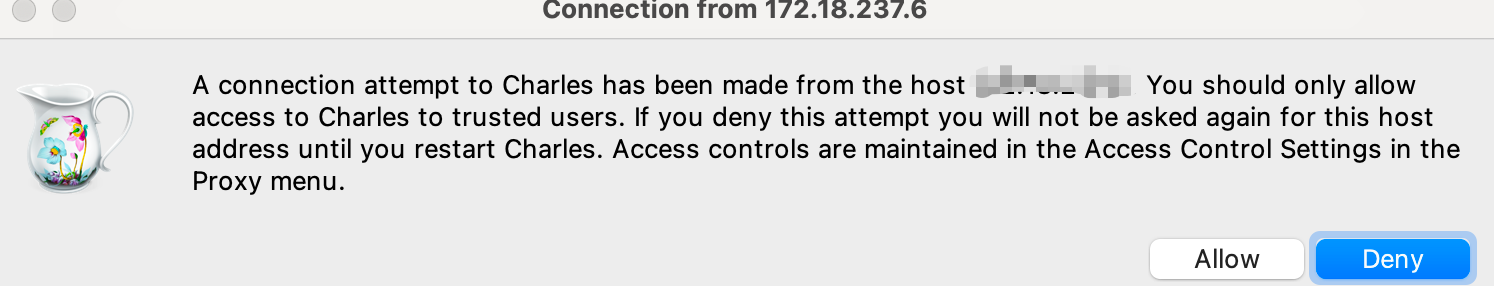 Connection from 172.18.237.6
A connection attempt to Charles has been made from the host You should only allow
access to Charles to trusted users. If you deny this attempt you will not be asked again for this host
address until you restart Charles. Access controls are maintained in the Access Control Settings in the
Proxy menu.
Allow Deny